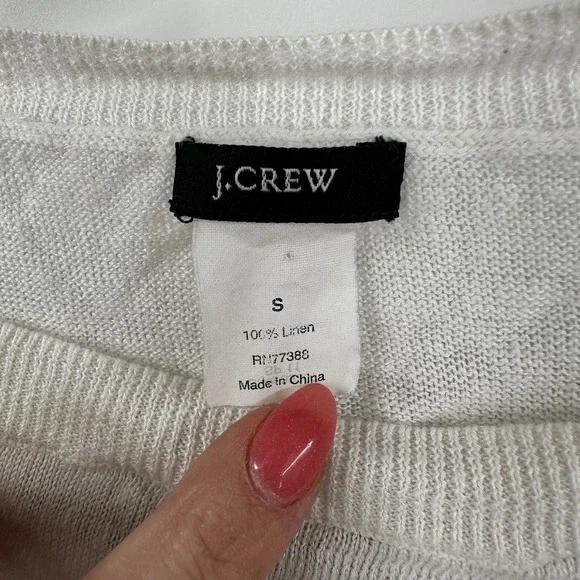 J.CREW
S
100% Linen
RN77388
Made in China